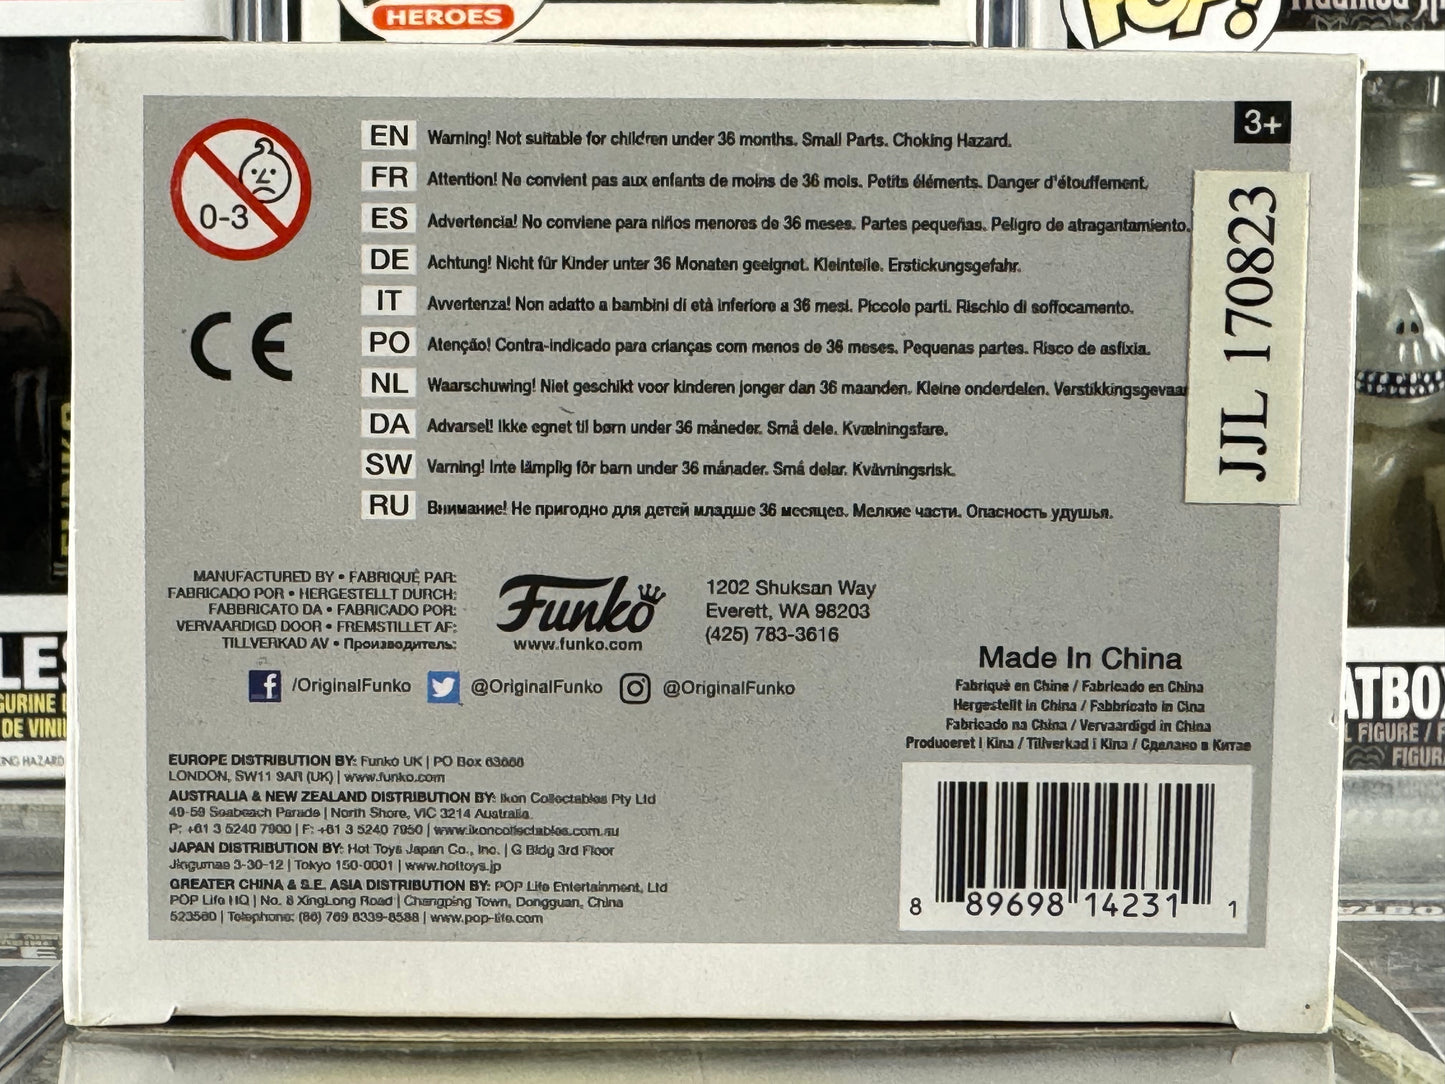 HEROES
POP!
0-3
CE
3+
EN Warning! Not suitable for children under 36 months. Small Parts. Choking Hazard.
FR Attention! Ne convient pas aux enfants de moins de 36 mois. Petits éléments. Danger d'étouffement.
ES Advertencia! No conviene para niños menores de 36 meses. Partes pequeñas. Peligro de atragantamiento.
DE Achtung! Nicht für Kinder unter 36 Monaten geeignet. Kleinteile. Erstickungsgefahr.
IT Avvertenza! Non adatto a bambini di età inferiore a 36 mesi. Piccole parti. Rischio di soffocamento.
PO Atenção! Contra-indicado para crianças com menos de 36 meses. Pequenas partes. Risco de asfixia.
NL Waarschuwing! Niet geschikt voor kinderen jonger dan 36 maanden. Kleine onderdelen. Verstikkingsgevaar
DA Advarsel! Ikke egnet til børn under 36 måneder. Små dele. Kvælningsfare.
SW Varning! Inte lämplig för barn under 36 månader. Små delar. Kvävningsrisk.
RU Внимание! Не пригодно для детей младше 36 месяцев. Мелкие части. Опасность удушья.
JJL 170823
MANUFACTURED BY • FABRIQUÉ PAR:
FABRICADO POR • HERGESTELLT DURCH:
FABBRICATO DA • FABRICADO POR:
VERVAARDIGD DOOR • FREMSTILLET AF:
TILLVERKAD AV • Производитель:
Funko
www.funko.com
1202 Shuksan Way
Everett, WA 98203
(425) 783-3616
/OriginalFunko @OriginalFunko @OriginalFunko
Made In China
Fabriqué en Chine / Fabricado en China
Hergestellt in China / Fabbricato in Cina
Fabricado na China / Vervaardigd in China
Produceret i Kina / Tillverkad i Kina / Сделано в Китае
EUROPE DISTRIBUTION BY: Funko UK | PO Box 63668
LONDON, SW11 9AR (UK) | www.funko.com
AUSTRALIA & NEW ZEALAND DISTRIBUTION BY: Ikon Collectables Pty Ltd
49-59 Seabeach Parade | North Shore, VIC 3214 Australia
P: +61 3 5240 7900 | F: +61 3 5240 7950 | www.ikoncollectables.com.au
JAPAN DISTRIBUTION BY: Hot Toys Japan Co., Inc. | G Bldg 3rd Floor
Jingumae 3-30-12 | Tokyo 150-0001 | www.hottoys.jp
GREATER CHINA & S.E. ASIA DISTRIBUTION BY: POP Life Entertainment, Ltd
POP Life HQ | No. 8 XingLong Road | Changping Town, Dongguan, China
523560 | Telephone: (86) 769 8339-8588 | www.pop-life.com
8 89698 14231 1
LES
GURINE
DE VINI
NG HAZARD
ATBO
FIGURE /
FIGUR